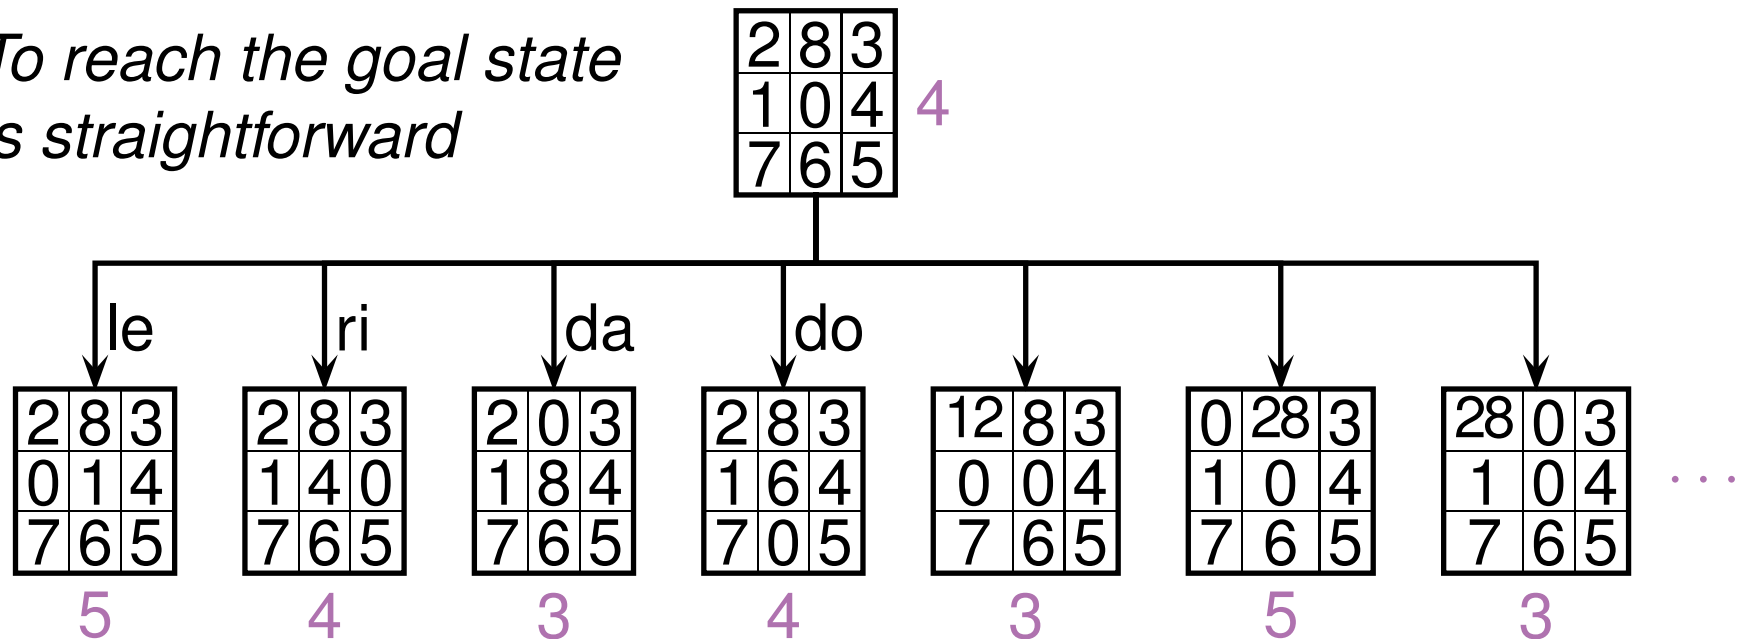 To reach the goal state
s straightforward
2 8 3
1 0 4
7 6 5
4
le ri da do
2 8 3 2 8 3 2 0 3 2 8 3 12 8 3 0 28 3 28 0 3
0 1 4 1 4 0 1 8 4 1 6 4 0 0 4 1 0 4 1 0 4
7 6 5 7 6 5 7 6 5 7 0 5 7 6 5 7 6 5 7 6 5
. . .
5 4 3 4 3 5 3